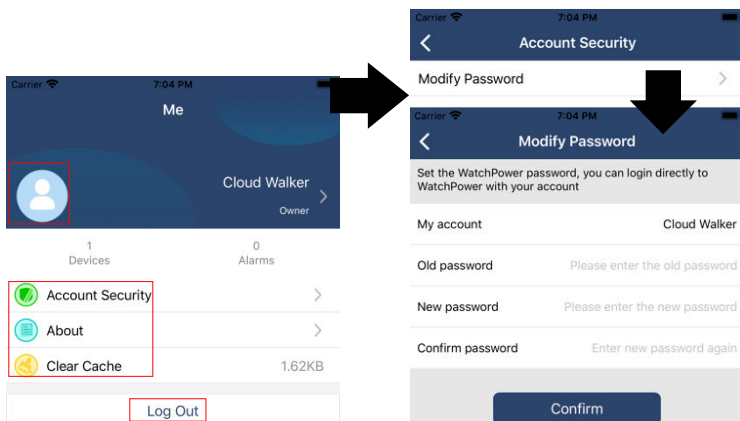 Carrier 7:04 PM
Me
Cloud Walker
Owner
1 0
Devices Alarms
Account Security
About
Clear Cache 1.62KB
Log Out
Carrier 7:04 PM
Account Security
Modify Password
Carrier 7:04 PM
Modify Password
Set the WatchPower password, you can login directly to
WatchPower with your account
My account Cloud Walker
Old password Please enter the old password
New password Please enter the new password
Confirm password Enter new password again
Confirm